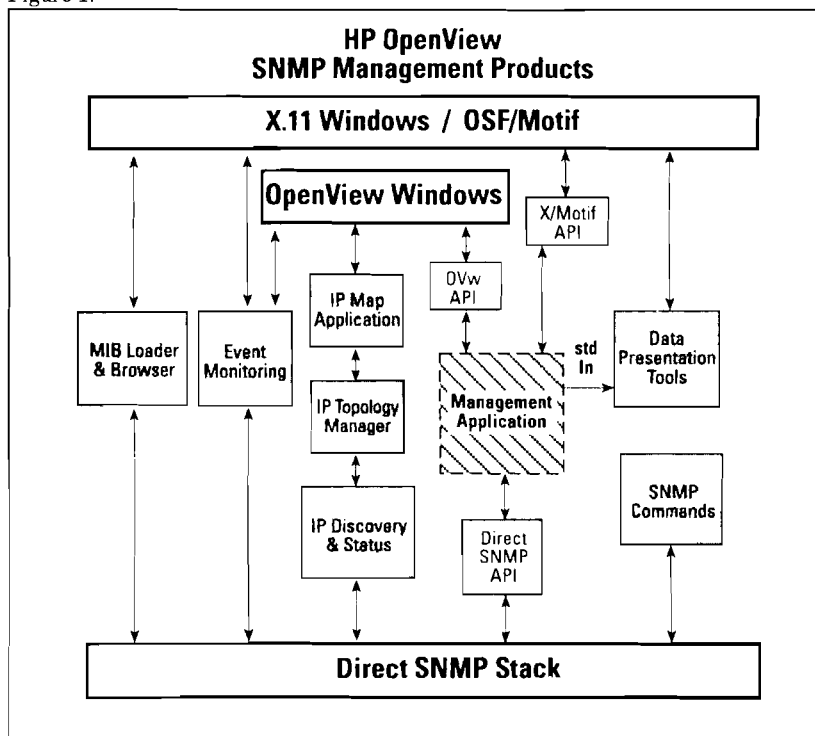 HP OpenView
SNMP Management Products
X.11 Windows / OSF/Motif
OpenView Windows
X/Motif
API
OVw
API
IP Map
Application
MIB Loader
& Browser
Event
Monitoring
std
In
Data
Presentation
Tools
Management
Application
IP Topology
Manager
SNMP
Commands
IP Discovery
& Status
Direct
SNMP
API
Direct SNMP Stack